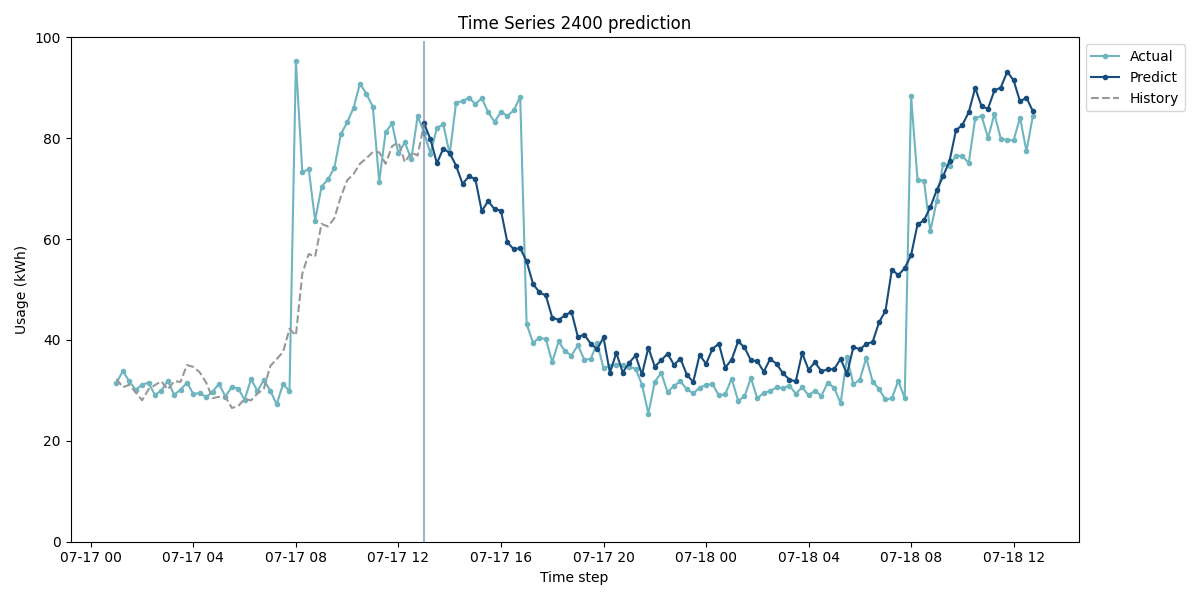 Time Series 2400 prediction
100
80
60
40
20
0
Usage (kWh)
07-17 00
07-17 04
07-17 08
07-17 12
07-17 16
07-17 20
07-18 00
07-18 04
07-18 08
07-18 12
Time step
Actual
Predict
History